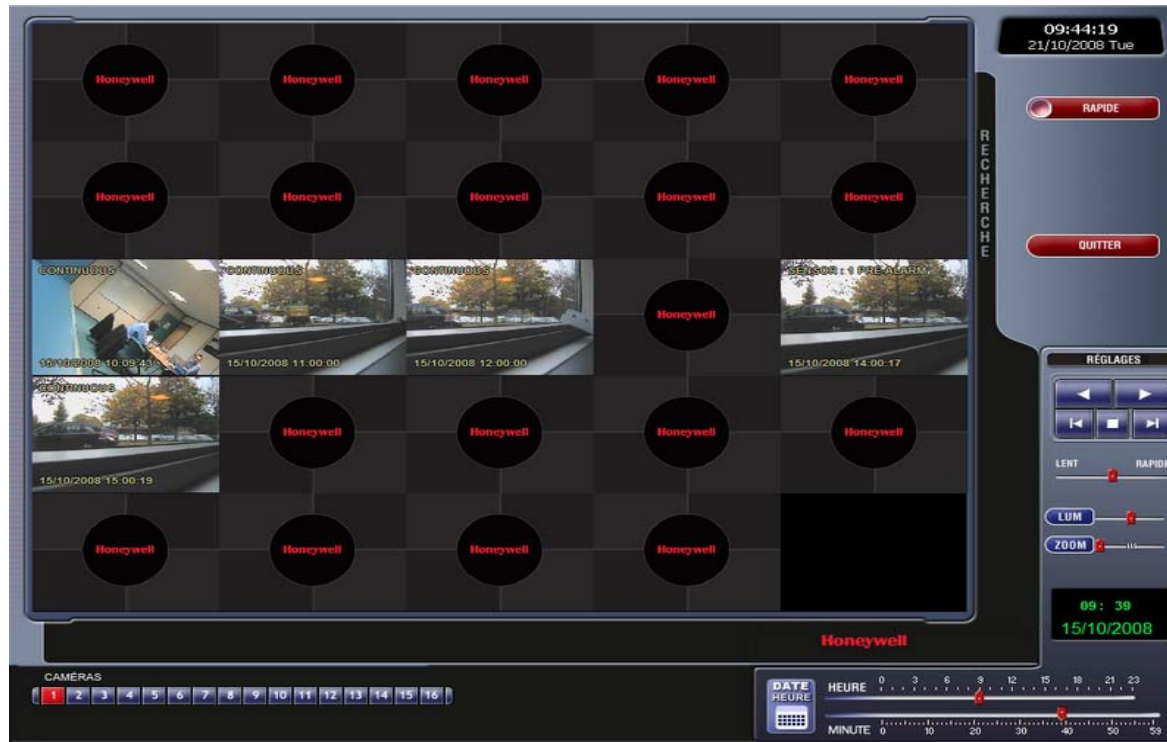 09:44:19
21/10/2008 Tue
Honeywell Honeywell Honeywell Honeywell Honeywell
RAPIDE
RECHERCHE
Honeywell Honeywell Honeywell Honeywell Honeywell
QUITTER
CONTINUOUS CONTINUOUS CONTINUOUS SENSOR : 1 PRE-ALARM
Honeywell
15/10/2008 10:09:43 15/10/2008 11:00:00 15/10/2008 12:00:00 15/10/2008 14:00:17
RÉGLAGES
CONTINUOUS
Honeywell Honeywell Honeywell Honeywell
15/10/2008 15:00:19
LENT RAPIDE
LUM
ZOOM
Honeywell Honeywell Honeywell Honeywell
09: 39
15/10/2008
Honeywell
CAMÉRAS
1 2 3 4 5 6 7 8 9 10 11 12 13 14 15 16
DATE
HEURE
HEURE 0 3 6 9 12 15 18 21 23
MINUTE 0 10 20 30 40 50 59